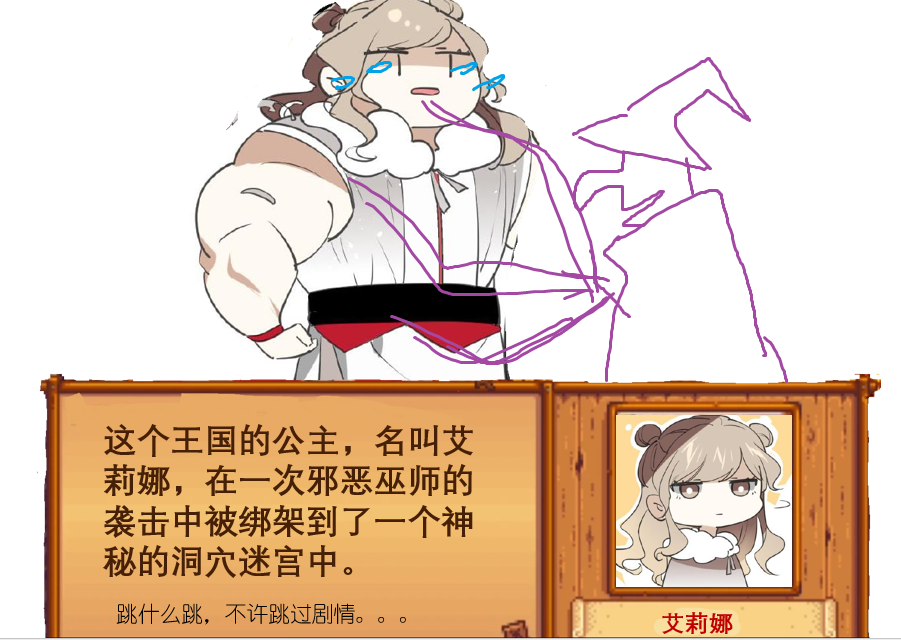 这个王国的公主，名叫艾
莉娜，在一次邪恶巫师的
袭击中被绑架到了一个神
秘的洞穴迷宫中。
跳什么跳，不许跳过剧情。。。
艾莉娜